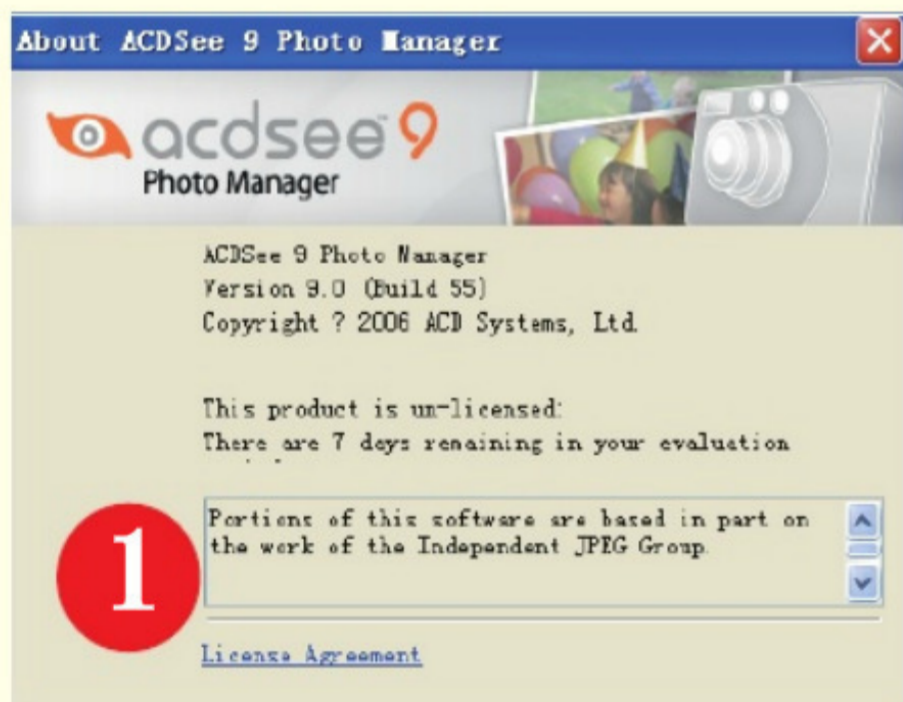 About ACDSee 9 Photo Manager
acdsee™ 9
Photo Manager
ACDSee 9 Photo Manager
Version 9.0 (Build 55)
Copyright ? 2006 ACD Systems, Ltd.
This product is un-licensed:
There are 7 days remaining in your evaluation
Portions of this software are based in part on
the work of the Independent JPEG Group.
1
License Agreement